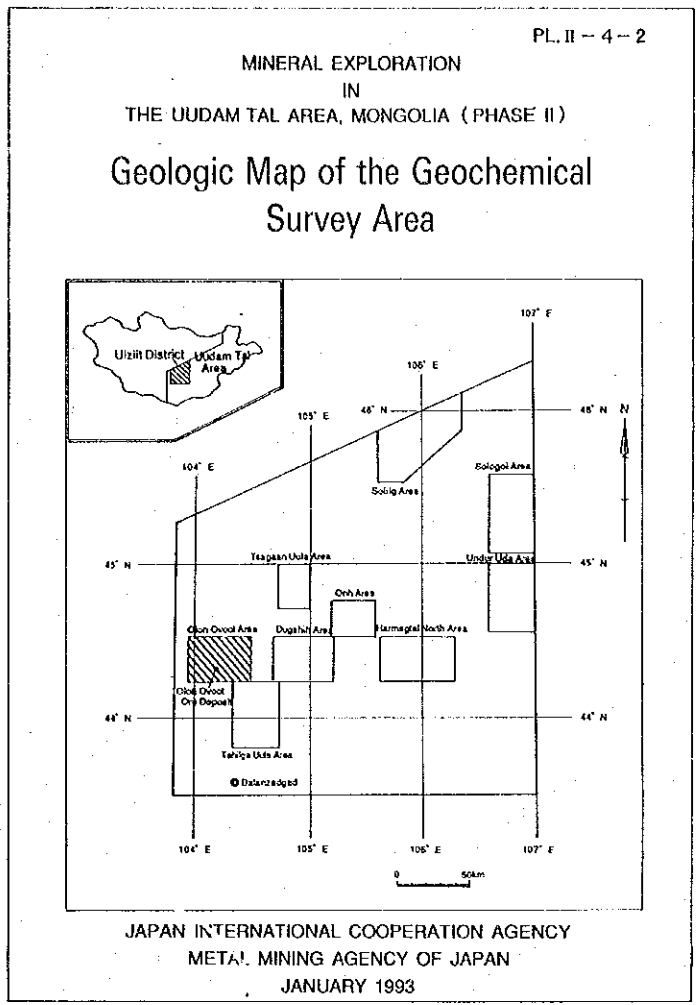 PL. II - 4 - 2
MINERAL EXPLORATION
IN
THE UUDAM TAL AREA, MONGOLIA ( PHASE II )
Geologic Map of the Geochemical
Survey Area
Ulziit District
Uudam Tal
Area
107° E
106° E
105° E
104° E
46° N
46° N
N
Sologoi Area
Soliig Area
Tsagaan Uula Area
Undur Uda Area
45° N
45° N
Onh Area
Olon Ovoot Area
Dugshih Area
Harmagtai North Area
Olon Ovoot
Ore Deposit
44° N
44° N
Tahilga Uula Area
Dalanzadgad
104° E
105° E
106° E
107° E
0
50km
JAPAN INTERNATIONAL COOPERATION AGENCY
METAL MINING AGENCY OF JAPAN
JANUARY 1993